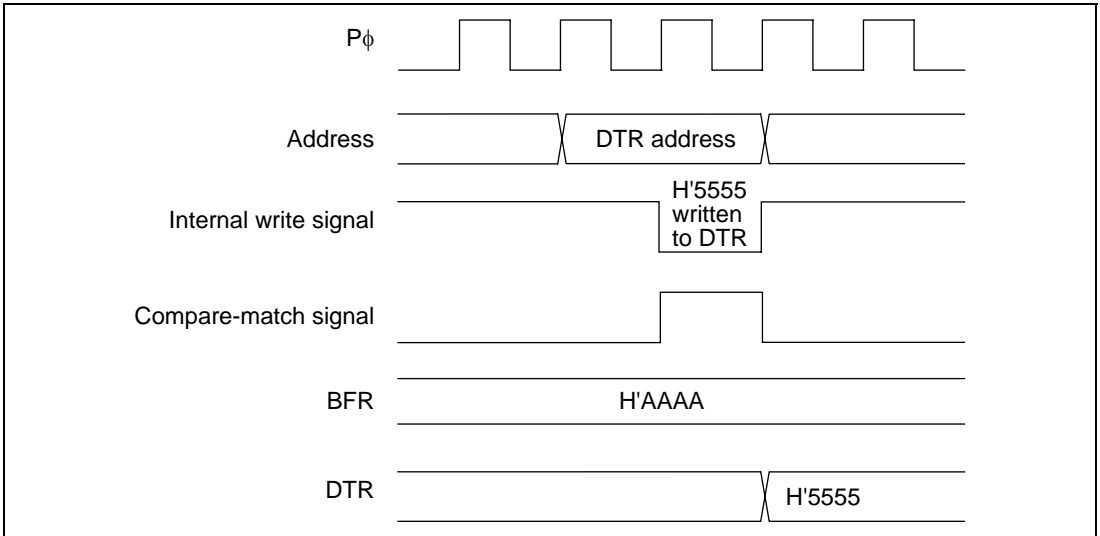 Pφ
Address
DTR address
Internal write signal
H'5555
written
to DTR
Compare-match signal
BFR
H'AAAA
DTR
H'5555